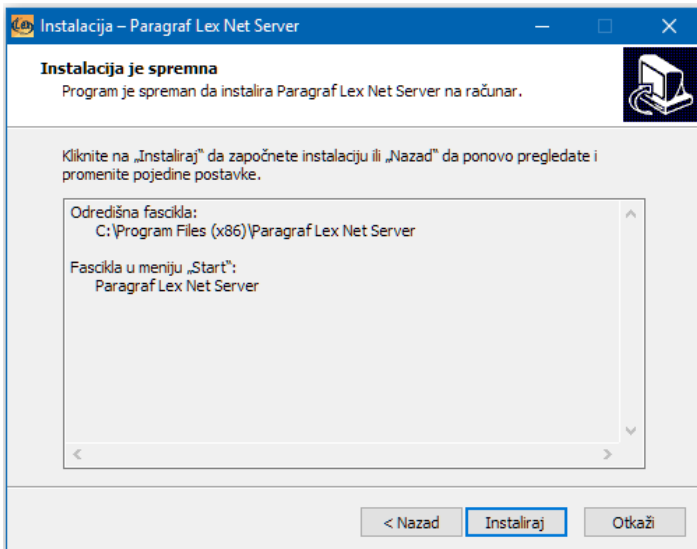 Lex Instalacija – Paragraf Lex Net Server
Instalacija je spremna
Program je spreman da instalira Paragraf Lex Net Server na računar.
Kliknite na „Instaliraj“ da započnete instalaciju ili „Nazad“ da ponovo pregledate i
promenite pojedine postavke.
Odredišna fascikla:
C:\Program Files (x86)\Paragraf Lex Net Server
Fascikla u meniju „Start“:
Paragraf Lex Net Server
< Nazad
Instaliraj
Otkaži